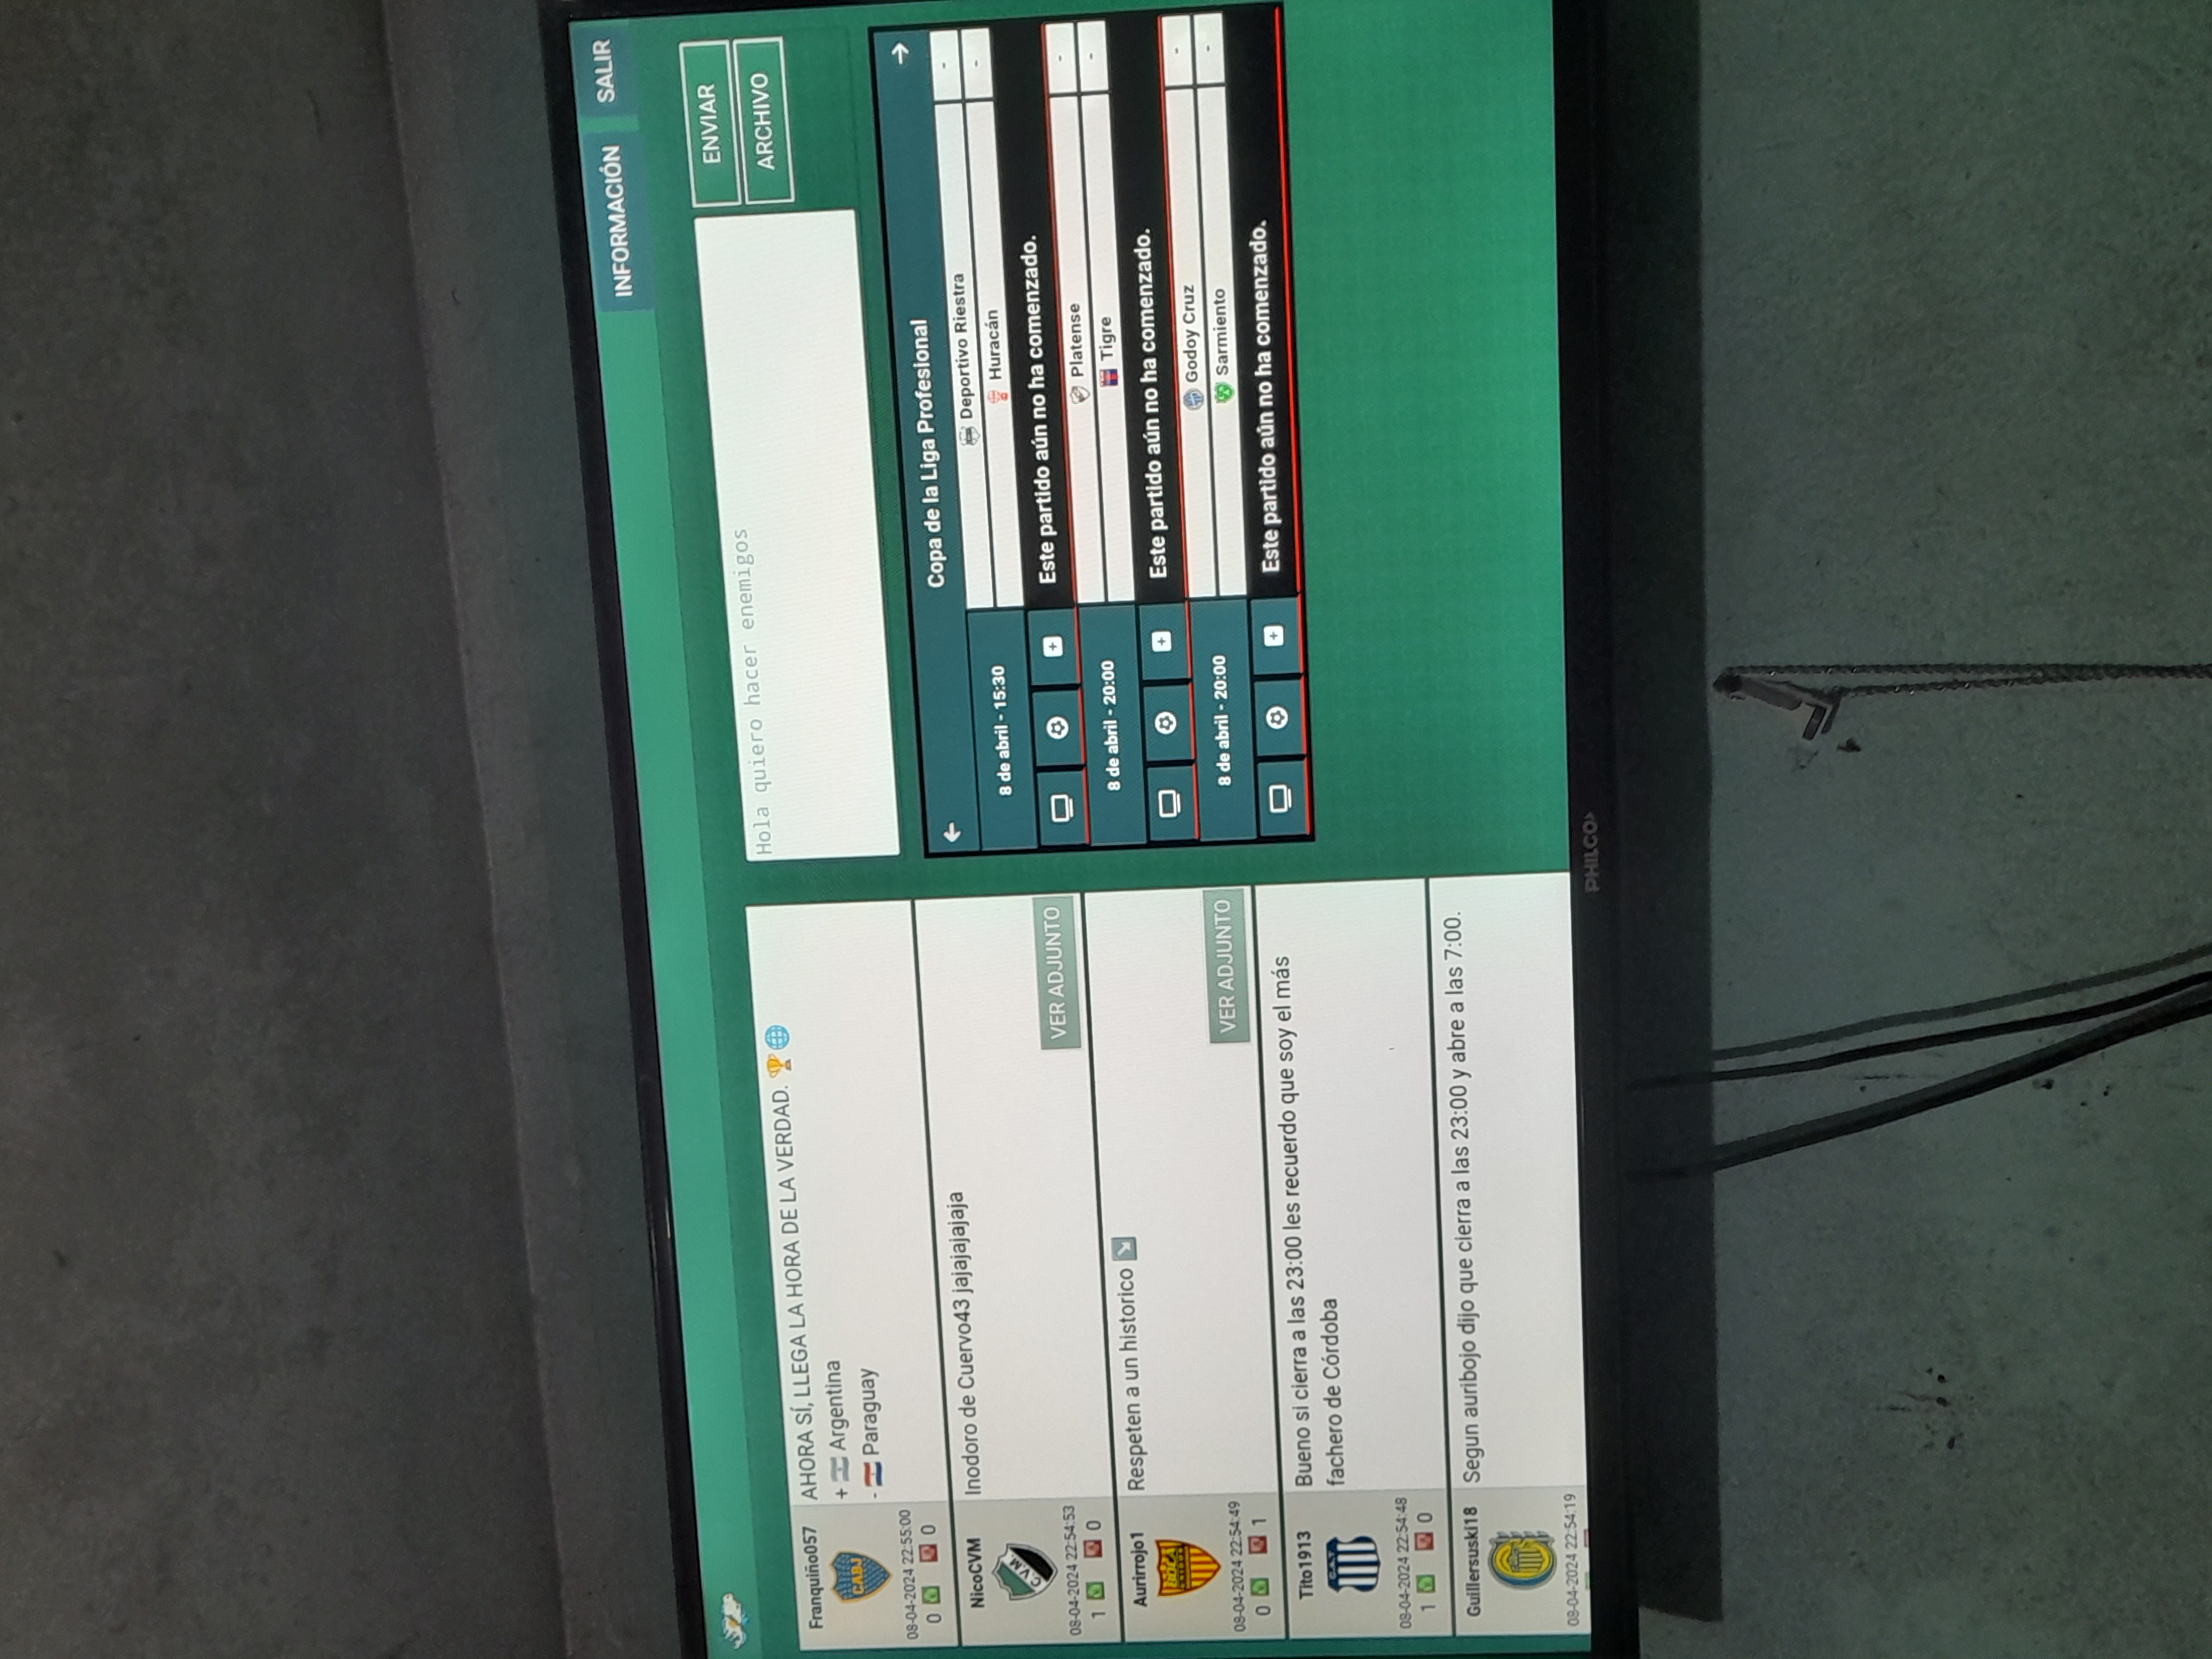 INFORMACIÓN
SALIR
Franquiño057
CABJ
08-04-2024 22:55:00
0 0
AHORA SÍ, LLEGA LA HORA DE LA VERDAD. 🏆🌐
+ 🇦🇷 Argentina
- 🇵🇾 Paraguay
NicoCVM
C.V.M.
08-04-2024 22:54:53
1 0
Inodoro de Cuervo43 jajajajajaja
VER ADJUNTO
Aurirrojo1
BOCA
UNIDOS
08-04-2024 22:54:49
0 1
Respeten a un historico ↘️
VER ADJUNTO
Tito1913
C.A.T
08-04-2024 22:54:48
1 0
Bueno si cierra a las 23:00 les recuerdo que soy el más
fachero de Córdoba
Guillersuski18
08-04-2024 22:54:19
Segun auribojo dijo que cierra a las 23:00 y abre a las 7:00.
Hola quiero hacer enemigos
ENVIAR
ARCHIVO
← Copa de la Liga Profesional →
8 de abril - 15:30
Deportivo Riestra -
Huracán -
Este partido aún no ha comenzado.
8 de abril - 20:00
Platense -
Tigre -
Este partido aún no ha comenzado.
8 de abril - 20:00
Godoy Cruz -
Sarmiento -
Este partido aún no ha comenzado.
PHILCO